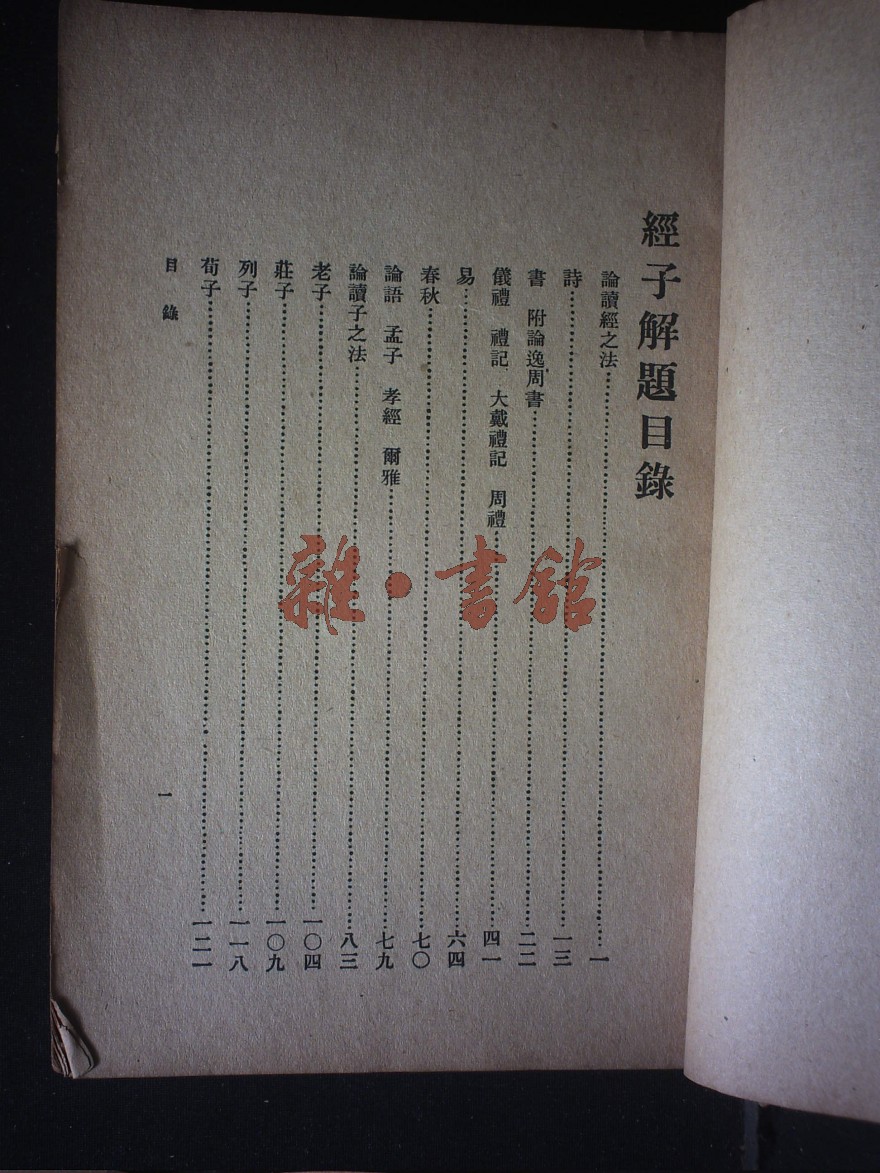 經子解題目錄
論讀經之法……一
詩……一三
書 附論逸周書……二二
儀禮 禮記 大戴禮記 周禮……四一
易……六四
春秋……七〇
論語 孟子 孝經 爾雅……七九
論讀子之法……八三
老子……一〇四
莊子……一〇九
列子……一一八
荀子……一二一
目錄
一
雜·書館